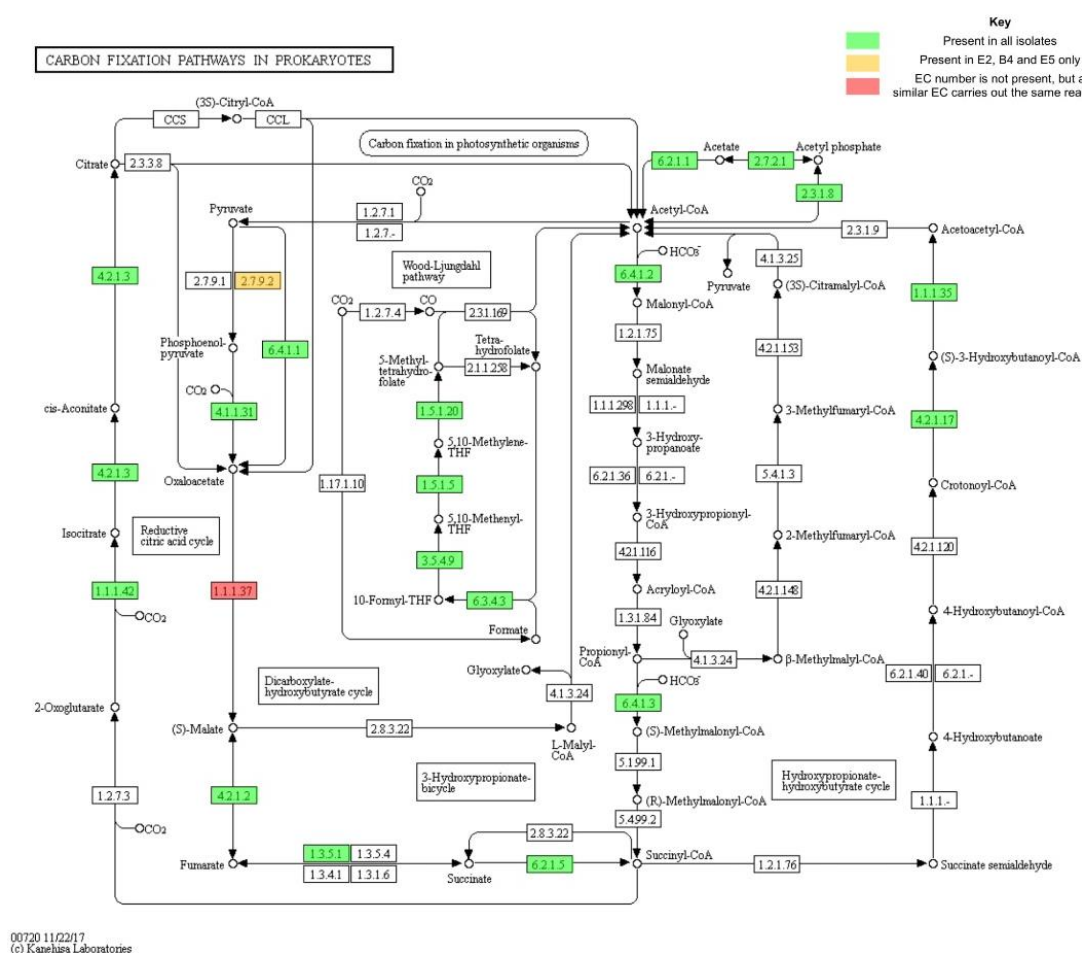 Key
Present in all isolates
Present in E2, B4 and E5 only
EC number is not present, but a
similar EC carries out the same rea
CARBON FIXATION PATHWAYS IN PROKARYOTES
(3S)-Citryl-CoA
CCS
CCL
Citrate
2.3.3.8
Carbon fixation in photosynthetic organisms
6.2.1.1
Acetate
2.7.2.1
Acetyl phosphate
2.3.1.8
CO2
Pyruvate
1.2.7.1
1.2.7.-
Acetyl-CoA
2.3.1.9
Acetoacetyl-CoA
4.2.1.3
2.7.9.1
2.7.9.2
Wood-Ljungdahl
pathway
HCO3-
6.4.1.2
Pyruvate
4.1.3.25
(3S)-Citramalyl-CoA
1.1.1.35
CO2
1.2.7.4
CO
2.3.1.169
Malonyl-CoA
1.2.1.75
Phosphoenol-
pyruvate
6.4.1.1
5-Methyl-
tetrahydro-
folate
Tetra-
hydrofolate
2.1.1.258
4.2.1.153
(S)-3-Hydroxybutanoyl-CoA
Malonate
semialdehyde
CO2
4.1.1.31
cis-Aconitate
1.5.1.20
1.1.1.298
1.1.1.-
3-Methylfumaryl-CoA
4.2.1.17
5,10-Methylene-
THF
3-Hydroxy-
propanoate
4.2.1.3
Oxaloacetate
1.17.1.10
1.5.1.5
6.2.1.36
6.2.1.-
5.4.1.3
Crotonoyl-CoA
Isocitrate
Reductive
citric acid cycle
5,10-Methenyl-
THF
3-Hydroxypropionyl-
CoA
2-Methylfumaryl-CoA
3.5.4.9
4.2.1.116
4.2.1.120
1.1.1.42
1.1.1.37
10-Formyl-THF
6.3.4.3
Acryloyl-CoA
4.2.1.148
CO2
Formate
1.3.1.84
Glyoxylate
4-Hydroxybutanoyl-CoA
Propionyl-
CoA
4.1.3.24
β-Methylmalyl-CoA
Glyoxylate
4.1.3.24
HCO3-
6.2.1.40
6.2.1.-
Dicarboxylate-
hydroxybutyrate cycle
6.4.1.3
2-Oxoglutarate
(S)-Malate
2.8.3.22
L-Malyl-
CoA
(S)-Methylmalonyl-CoA
4-Hydroxybutanoate
3-Hydroxypropionate-
bicycle
5.1.99.1
Hydroxypropionate-
hydroxybutyrate cycle
1.2.7.3
4.2.1.2
(R)-Methylmalonyl-CoA
1.1.1.-
CO2
5.4.99.2
2.8.3.22
Fumarate
1.3.5.1
1.3.5.4
1.3.4.1
1.3.1.6
Succinate
6.2.1.5
Succinyl-CoA
1.2.1.76
Succinate semialdehyde
00720 11/22/17
(c) Kanehisa Laboratories